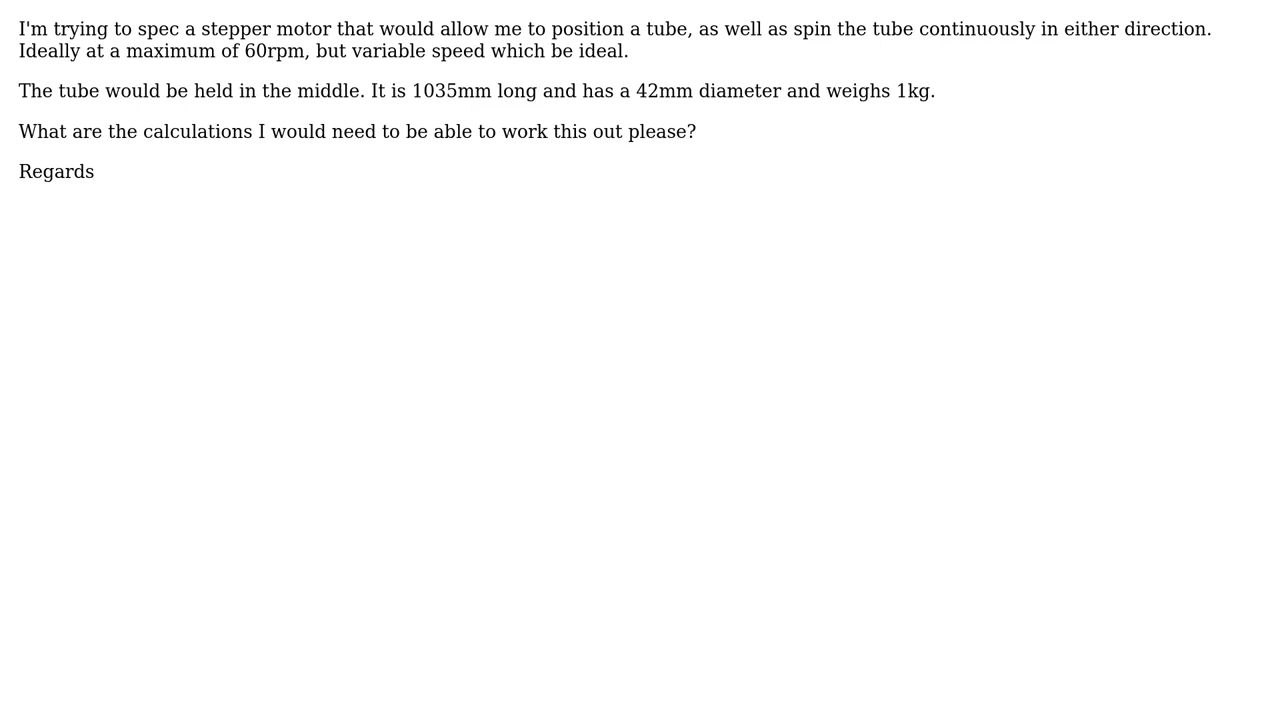 I'm trying to spec a stepper motor that would allow me to position a tube, as well as spin the tube continuously in either direction.
Ideally at a maximum of 60rpm, but variable speed which be ideal.
The tube would be held in the middle. It is 1035mm long and has a 42mm diameter and weighs 1kg.
What are the calculations I would need to be able to work this out please?
Regards